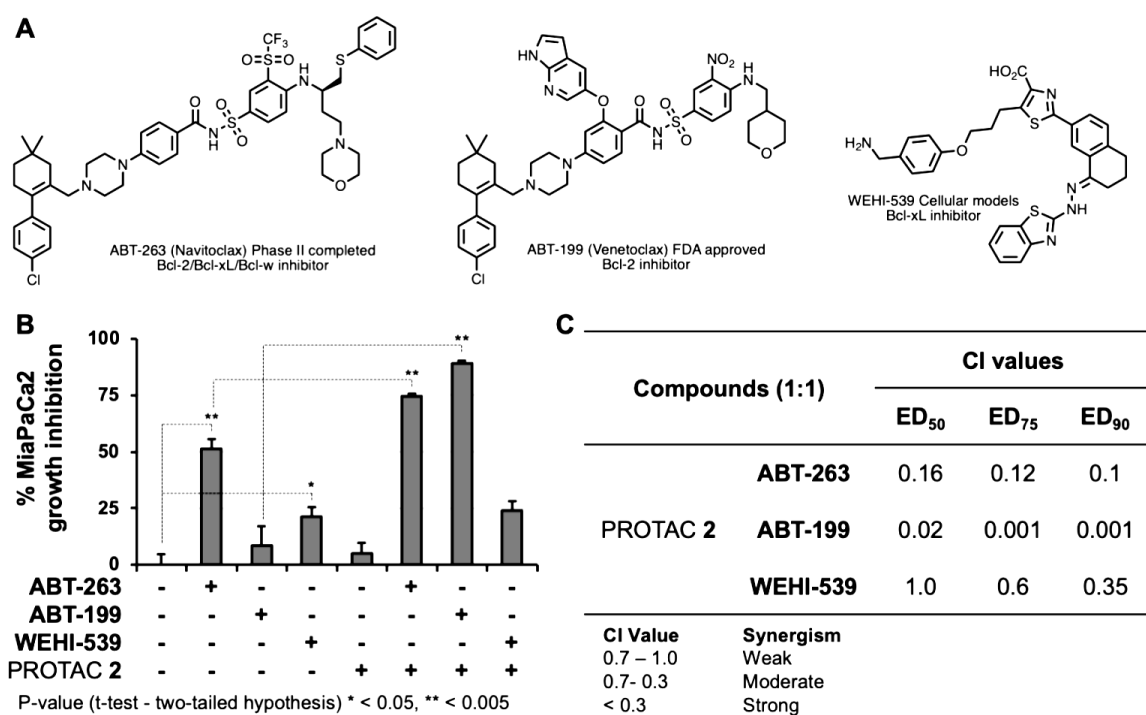 A
CF3
O
O
S
S
HN
O
O
N
H
S
O
O
N
N
N
O
Cl
ABT-263 (Navitoclax) Phase II completed
Bcl-2/Bcl-xL/Bcl-w inhibitor
HN
N
O
O
N
H
S
O
O
NO2
H
N
O
N
N
Cl
ABT-199 (Venetoclax) FDA approved
Bcl-2 inhibitor
HO2C
N
S
H2N
O
N
NH
S
N
WEHI-539 Cellular models
Bcl-xL inhibitor
B
% MiaPaCa2
growth inhibition
100
75
50
25
0
**
*
**
**
ABT-263 - + - - - + - -
ABT-199 - - + - - - + -
WEHI-539 - - - + - - - +
PROTAC 2 - - - - + + + +
P-value (t-test - two-tailed hypothesis) * < 0.05, ** < 0.005
C
Compounds (1:1)
CI values
ED50 ED75 ED90
ABT-263 0.16 0.12 0.1
PROTAC 2 ABT-199 0.02 0.001 0.001
WEHI-539 1.0 0.6 0.35
CI Value Synergism
0.7 – 1.0 Weak
0.7- 0.3 Moderate
< 0.3 Strong